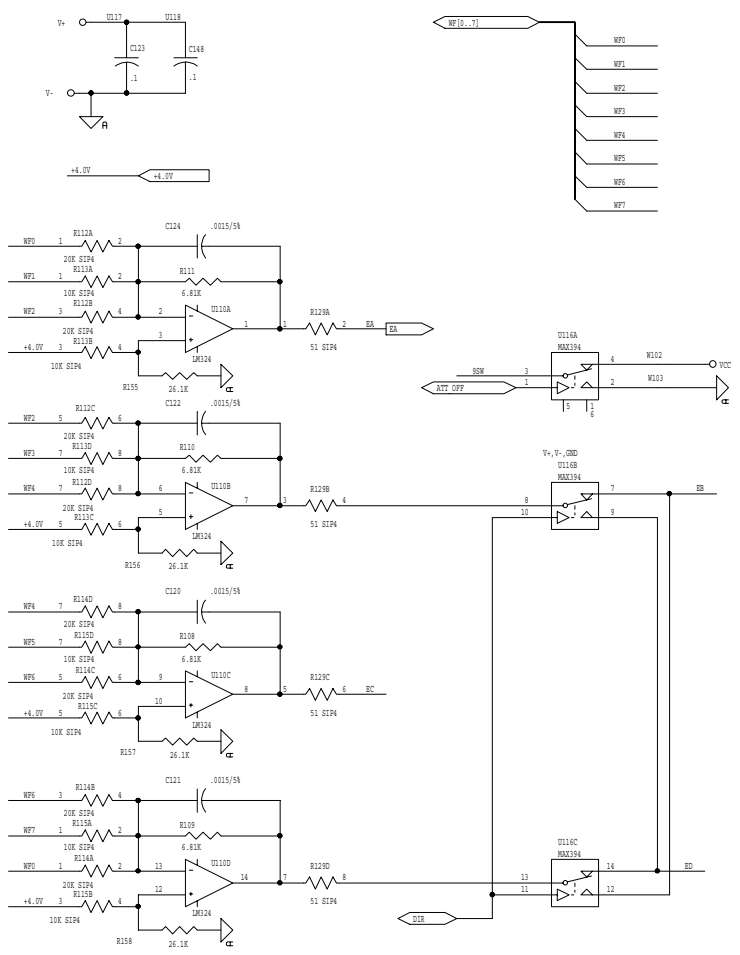 U117 U118
V+
C123 C148
.1 .1
V-
A
+4.0V +4.0V
WF[0..7]
WF0
WF1
WF2
WF3
WF4
WF5
WF6
WF7
C124 .0015/5%
R112A
WF0 1 2
20K SIP4
R113A R111
WF1 1 2
10K SIP4 6.81K
R112B U110A
WF2 3 4 2
20K SIP4 1 1 R129A 2 EA EA
R113B 3
+4.0V 3 4 51 SIP4
10K SIP4 LM324
R155 26.1K A
U116A
MAX394
9SW 3 4 W102 VCC
ATT OFF 1 2 W103 A
5 1
6
C122 .0015/5%
R112C
WF2 5 6
20K SIP4
R113D R110
WF3 7 8
10K SIP4 6.81K
R112D U110B
WF4 7 8 6
20K SIP4 7 3 R129B 4
R113C 5
+4.0V 5 6 51 SIP4
10K SIP4 LM324
R156 26.1K A
V+,V-,GND
U116B
MAX394
8 7 EB
10 9
C120 .0015/5%
R114D
WF4 7 8
20K SIP4
R115D R108
WF5 7 8
10K SIP4 6.81K
R114C U110C
WF6 5 6 9
20K SIP4 8 5 R129C 6 EC
R115C 10
+4.0V 5 6 51 SIP4
10K SIP4 LM324
R157 26.1K A
C121 .0015/5%
R114B
WF6 3 4
20K SIP4
R115A R109
WF7 1 2
10K SIP4 6.81K
R114A U110D
WF0 1 2 13
20K SIP4 14 7 R129D 8
R115B 12
+4.0V 3 4 51 SIP4
10K SIP4 LM324
R158 26.1K A
U116C
MAX394
13 14 ED
11 12
DIR